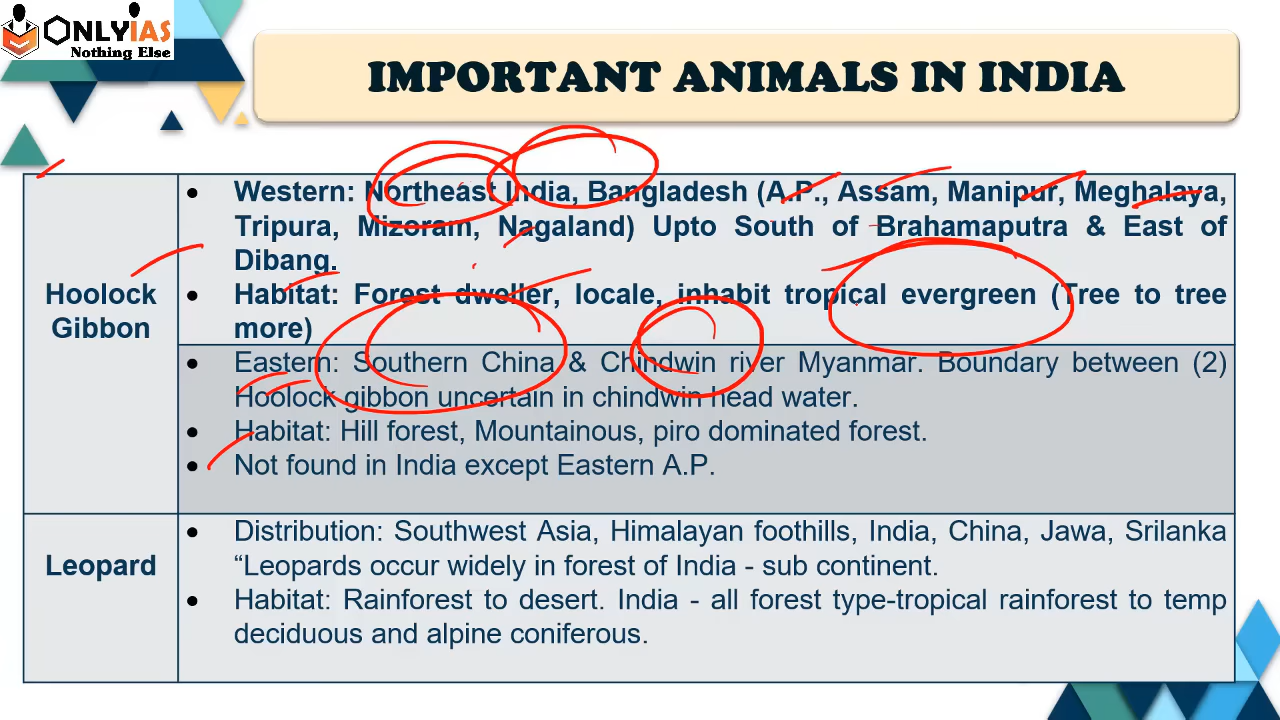 ONLYIAS
Nothing Else
IMPORTANT ANIMALS IN INDIA
Hoolock
Gibbon
• Western: Northeast India, Bangladesh (A.P., Assam, Manipur, Meghalaya,
Tripura, Mizoram, Nagaland) Upto South of Brahamaputra & East of
Dibang.
• Habitat: Forest dweller, locale, inhabit tropical evergreen (Tree to tree
more)
• Eastern: Southern China & Chindwin river Myanmar. Boundary between (2)
Hoolock gibbon uncertain in chindwin head water.
• Habitat: Hill forest, Mountainous, piro dominated forest.
• Not found in India except Eastern A.P.
Leopard
• Distribution: Southwest Asia, Himalayan foothills, India, China, Jawa, Srilanka
“Leopards occur widely in forest of India - sub continent.
• Habitat: Rainforest to desert. India - all forest type-tropical rainforest to temp
deciduous and alpine coniferous.